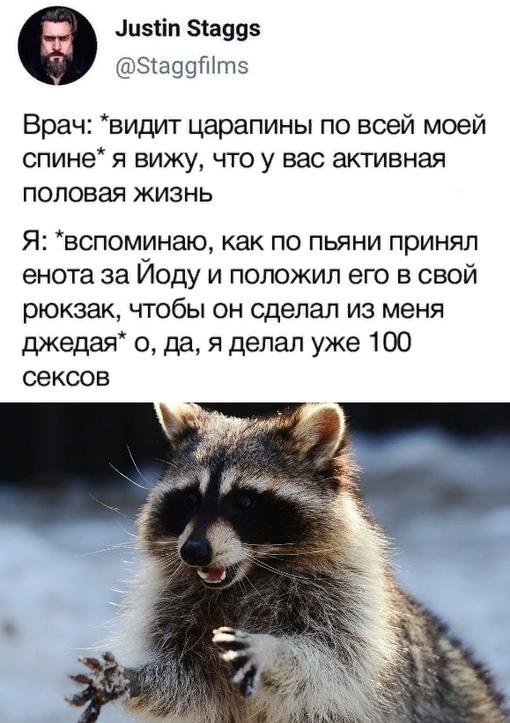 Justin Staggs
@Staggfilms
Врач: *видит царапины по всей моей
спине* я вижу, что у вас активная
половая жизнь
Я: *вспоминаю, как по пьяни принял
енота за Йоду и положил его в свой
рюкзак, чтобы он сделал из меня
джедая* о, да, я делал уже 100
сексов